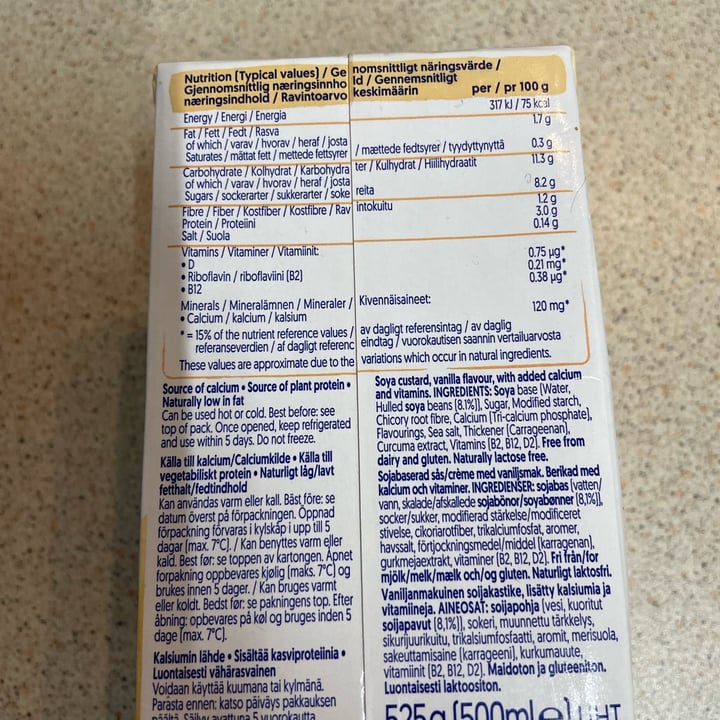 Nutrition (Typical values) / Ge nomsnittligt näringsvärde /
Gjennomsnittlig næringsinnho ld / Gennemsnitligt
næringsindhold / Ravintoarvo keskimäärin per / pr 100 g
Energy / Energi / Energia 317 kJ / 75 kcal
Fat / Fett / Fedt / Rasva 1.7 g
of which / varav / hvorav / heraf / josta
Saturates / mättat fett / mettede fettsyrer / mættede fedtsyrer / tyydyttynyttä 0.3 g
Carbohydrate / Kolhydrat / Karbohydra ter / Kulhydrat / Hiilihydraatit 11.3 g
of which / varav / hvorav / heraf / josta
Sugars / sockerarter / sukkerarter / soke reita 8.2 g
Fibre / Fiber / Kostfiber / Kostfibre / Rav intokuitu 1.2 g
Protein / Proteiini 3.0 g
Salt / Suola 0.14 g
Vitamins / Vitaminer / Vitamiinit:
• D 0.75 µg*
• Riboflavin / riboflaviini (B2) 0.21 mg*
• B12 0.38 µg*
Minerals / Mineralämnen / Mineraler / Kivennäisaineet:
• Calcium / kalcium / kalsium 120 mg*
* = 15% of the nutrient reference values / av dagligt referensintag / av daglig
referanseverdien / af dagligt referenc eindtag / vuorokautisen saannin vertailuarvosta
These values are approximate due to the variations which occur in natural ingredients.
Source of calcium • Source of plant protein •
Naturally low in fat
Can be used hot or cold. Best before: see
top of pack. Once opened, keep refrigerated
and use within 5 days. Do not freeze.
Källa till kalcium/Calciumkilde • Källa till
vegetabiliskt protein • Naturligt låg/lavt
fetthalt/fedtindhold
Kan användas varm eller kall. Bäst före: se
datum överst på förpackningen. Öppnad
förpackning förvaras i kylskåp i upp till 5
dagar (max. 7°C). / Kan benyttes varm eller
kald. Best før: se toppen av kartongen. Åpnet
forpakning oppbevares kjølig (maks. 7°C) og
brukes innen 5 dager. / Kan bruges varmt
eller koldt. Bedst før: se pakningens top. Efter
åbning: opbevares på køl og bruges inden 5
dage (max. 7°C).
Kalsiumin lähde • Sisältää kasviproteiinia •
Luontaisesti vähärasvainen
Voidaan käyttää kuumana tai kylmänä.
Parasta ennen: katso päiväys pakkauksen
päältä. Säilyy avattuna 5 vuorokautta
Soya custard, vanilla flavour, with added calcium
and vitamins. INGREDIENTS: Soya base (Water,
Hulled soya beans (8.1%)), Sugar, Modified starch,
Chicory root fibre, Calcium (Tri-calcium phosphate),
Flavourings, Sea salt, Thickener (Carrageenan),
Curcuma extract, Vitamins (B2, B12, D2). Free from
dairy and gluten. Naturally lactose free.
Sojabaserad sås/crème med vaniljsmak. Berikad med
kalcium och vitaminer. INGREDIENSER: sojabas (vatten/
vann, skalade/afskallede sojabönor/soyabønner (8,1%)),
socker/sukker, modifierad stärkelse/modificeret
stivelse, cikoriarotfiber, trikalciumfosfat, aromer,
havssalt, förtjockningsmedel/middel (karragenan),
gurkmejaextrakt, vitaminer (B2, B12, D2). Fri från/for
mjölk/melk/mælk och/og gluten. Naturligt laktosfri.
Vaniljanmakuinen soijakastike, lisätty kalsiumia ja
vitamiineja. AINEOSAT: soijapohja (vesi, kuoritut
soijapavut (8,1%)), sokeri, muunnettu tärkkelys,
sikurijuurikuitu, trikalsiumfosfaatti, aromit, merisuola,
sakeuttamisaine (karrageeni), kurkumauute,
vitamiinit (B2, B12, D2). Maidoton ja gluteeniton.
Luontaisesti laktoositon.
525g (500ml e) UHT